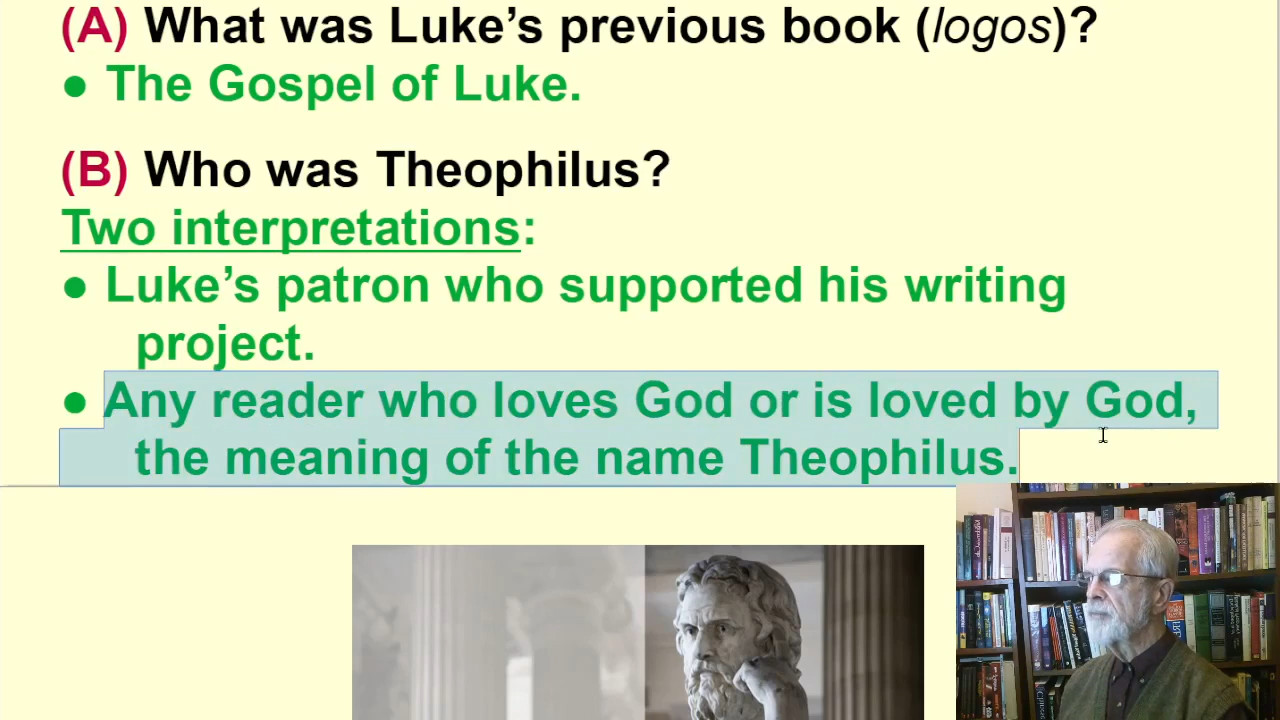 (A) What was Luke’s previous book (logos)?
● The Gospel of Luke.
(B) Who was Theophilus?
Two interpretations:
● Luke’s patron who supported his writing
project.
● Any reader who loves God or is loved by God,
the meaning of the name Theophilus.